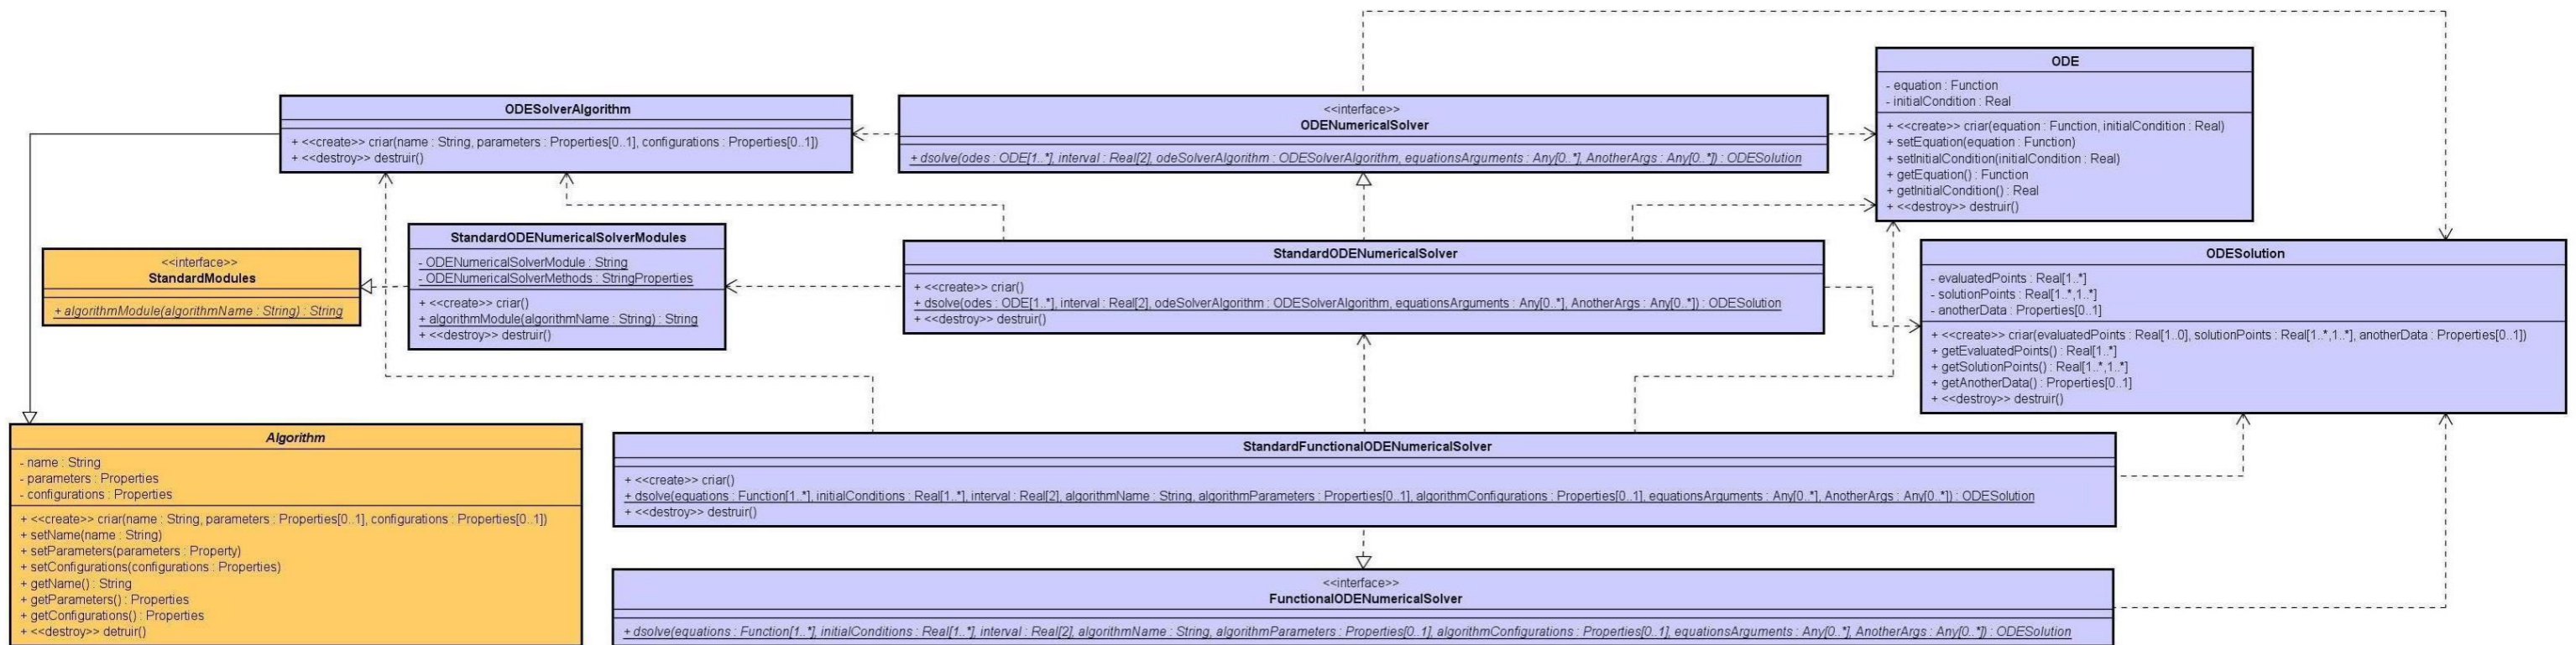 ODE
- equation : Function
- initialCondition : Real
+ <<create>> criar(equation : Function, initialCondition : Real)
+ setEquation(equation : Function)
+ setInitialCondition(initialCondition : Real)
+ getEquation() : Function
+ getInitialCondition() : Real
+ <<destroy>> destruir()
ODESolverAlgorithm
+ <<create>> criar(name : String, parameters : Properties[0..1], configurations : Properties[0..1])
+ <<destroy>> destruir()
<<interface>>
ODENumericalSolver
+ dsolve(odes : ODE[1..*], interval : Real[2], odeSolverAlgorithm : ODESolverAlgorithm, equationsArguments : Any[0..*], AnotherArgs : Any[0..*]) : ODESolution
<<interface>>
StandardModules
+ algorithmModule(algorithmName : String) : String
StandardODENumericalSolverModules
- ODENumericalSolverModule : String
- ODENumericalSolverMethods : StringProperties
+ <<create>> criar()
+ algorithmModule(algorithmName : String) : String
+ <<destroy>> destruir()
StandardODENumericalSolver
+ <<create>> criar()
+ dsolve(odes : ODE[1..*], interval : Real[2], odeSolverAlgorithm : ODESolverAlgorithm, equationsArguments : Any[0..*], AnotherArgs : Any[0..*]) : ODESolution
+ <<destroy>> destruir()
ODESolution
- evaluatedPoints : Real[1..*]
- solutionPoints : Real[1..*,1..*]
- anotherData : Properties[0..1]
+ <<create>> criar(evaluatedPoints : Real[1..0], solutionPoints : Real[1..*,1..*], anotherData : Properties[0..1])
+ getEvaluatedPoints() : Real[1..*]
+ getSolutionPoints() : Real[1..*,1..*]
+ getAnotherData() : Properties[0..1]
+ <<destroy>> destruir()
Algorithm
- name : String
- parameters : Properties
- configurations : Properties
+ <<create>> criar(name : String, parameters : Properties[0..1], configurations : Properties[0..1])
+ setName(name : String)
+ setParameters(parameters : Property)
+ setConfigurations(configurations : Properties)
+ getName() : String
+ getParameters() : Properties
+ getConfigurations() : Properties
+ <<destroy>> detruir()
StandardFunctionalODENumericalSolver
+ <<create>> criar()
+ dsolve(equations : Function[1..*], initialConditions : Real[1..*], interval : Real[2], algorithmName : String, algorithmParameters : Properties[0..1], algorithmConfigurations : Properties[0..1], equationsArguments : Any[0..*], AnotherArgs : Any[0..*]) : ODESolution
+ <<destroy>> destruir()
<<interface>>
FunctionalODENumericalSolver
+ dsolve(equations : Function[1..*], initialConditions : Real[1..*], interval : Real[2], algorithmName : String, algorithmParameters : Properties[0..1], algorithmConfigurations : Properties[0..1], equationsArguments : Any[0..*], AnotherArgs : Any[0..*]) : ODESolution